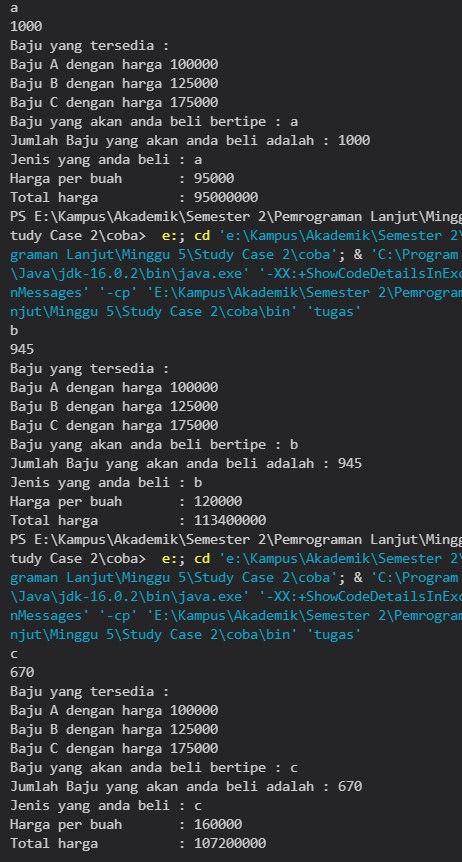 a
1000
Baju yang tersedia :
Baju A dengan harga 100000
Baju B dengan harga 125000
Baju C dengan harga 175000
Baju yang akan anda beli bertipe : a
Jumlah Baju yang akan anda beli adalah : 1000
Jenis yang anda beli : a
Harga per buah       : 95000
Total harga          : 95000000
PS E:\Kampus\Akademik\Semester 2\Pemrograman Lanjut\Mingg
tudy Case 2\coba>  e:; cd 'e:\Kampus\Akademik\Semester 2\
graman Lanjut\Minggu 5\Study Case 2\coba'; & 'C:\Program
\Java\jdk-16.0.2\bin\java.exe' '-XX:+ShowCodeDetailsInExc
nMessages' '-cp' 'E:\Kampus\Akademik\Semester 2\Pemrogram
njut\Minggu 5\Study Case 2\coba\bin' 'tugas'
b
945
Baju yang tersedia :
Baju A dengan harga 100000
Baju B dengan harga 125000
Baju C dengan harga 175000
Baju yang akan anda beli bertipe : b
Jumlah Baju yang akan anda beli adalah : 945
Jenis yang anda beli : b
Harga per buah       : 120000
Total harga          : 113400000
PS E:\Kampus\Akademik\Semester 2\Pemrograman Lanjut\Mingg
tudy Case 2\coba>  e:; cd 'e:\Kampus\Akademik\Semester 2\
graman Lanjut\Minggu 5\Study Case 2\coba'; & 'C:\Program
\Java\jdk-16.0.2\bin\java.exe' '-XX:+ShowCodeDetailsInExc
nMessages' '-cp' 'E:\Kampus\Akademik\Semester 2\Pemrogram
njut\Minggu 5\Study Case 2\coba\bin' 'tugas'
c
670
Baju yang tersedia :
Baju A dengan harga 100000
Baju B dengan harga 125000
Baju C dengan harga 175000
Baju yang akan anda beli bertipe : c
Jumlah Baju yang akan anda beli adalah : 670
Jenis yang anda beli : c
Harga per buah       : 160000
Total harga          : 107200000